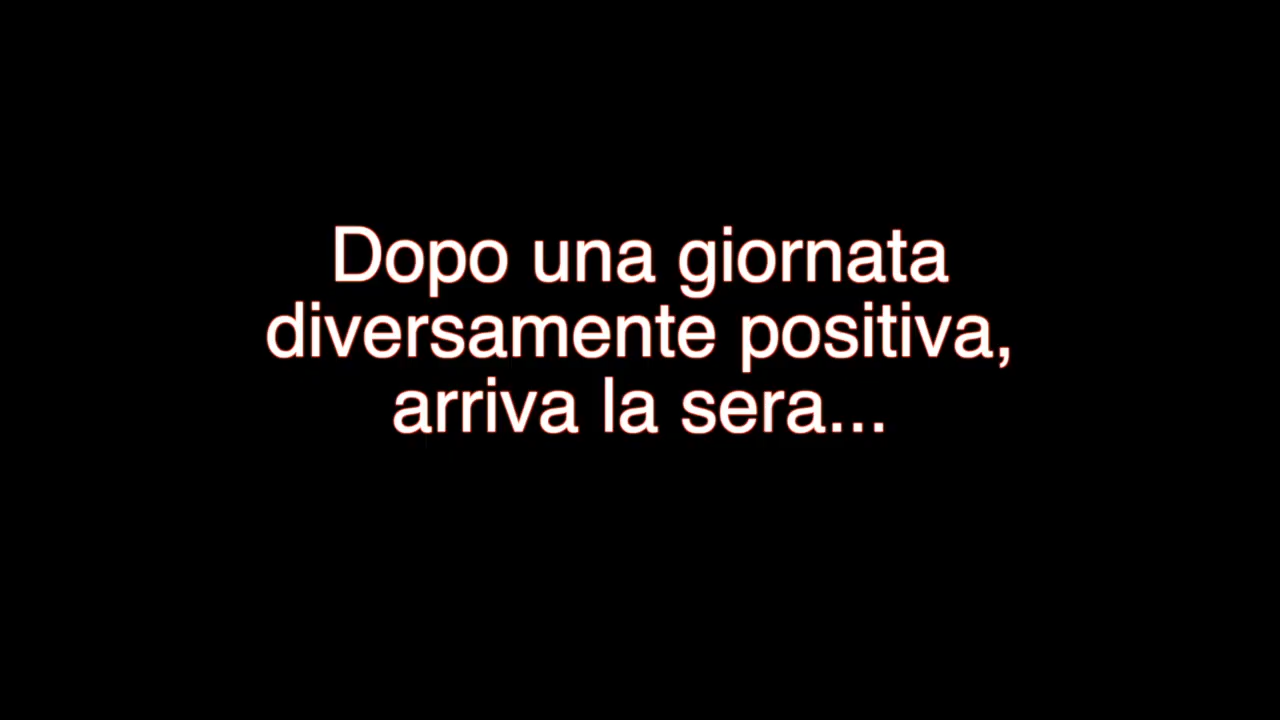 Dopo una giornata
diversamente positiva,
arriva la sera...